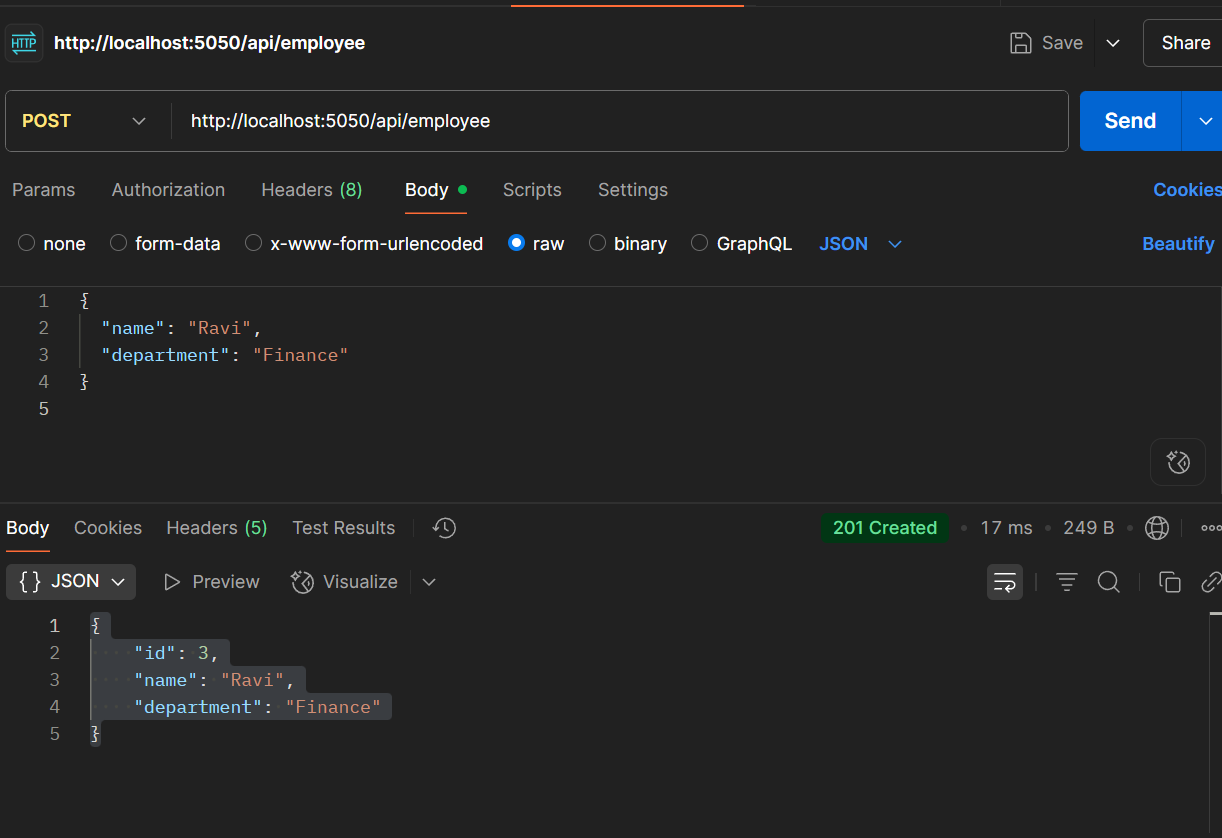 HTTP http://localhost:5050/api/employee Save Share
POST http://localhost:5050/api/employee Send
Params Authorization Headers (8) Body Scripts Settings Cookies
none form-data x-www-form-urlencoded raw binary GraphQL JSON Beautify
1 {
2 "name": "Ravi",
3 "department": "Finance"
4 }
5
Body Cookies Headers (5) Test Results 201 Created • 17 ms • 249 B •
{ } JSON Preview Visualize
1 {
2 "id": 3,
3 "name": "Ravi",
4 "department": "Finance"
5 }